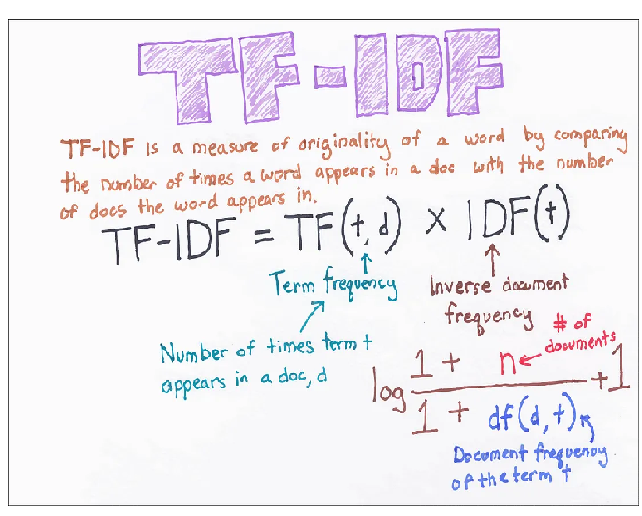 TF-IDF
TF-IDF is a measure of originality of a word by comparing
the number of times a word appears in a doc with the number
of docs the word appears in.
TF-IDF = TF(t, d) × IDF(t)
Term frequency
Inverse document
frequency
Number of times term t
appears in a doc, d
# of
documents
log (1 + n) / (1 + df(d, t)) + 1
Document frequency
of the term t